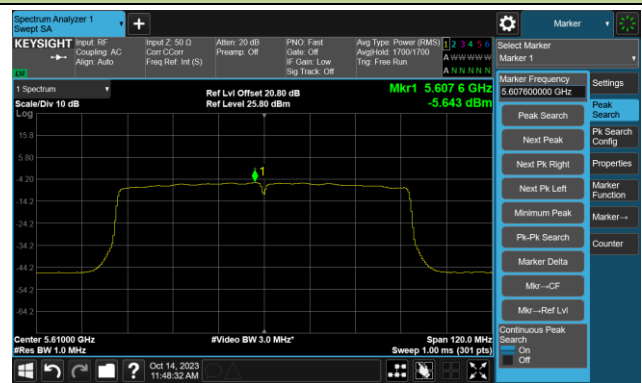 Spectrum Analyzer 1
Swept SA
+
Marker
KEYSIGHT
Input: RF
Coupling: AC
Align: Auto
Input Z: 50 Ω
Corr CCorr
Freq Ref: Int (S)
Atten: 20 dB
Preamp: Off
PNO: Fast
Gate: Off
IF Gain: Low
Sig Track: Off
Avg Type: Power (RMS)
Avg|Hold: 1700/1700
Trig: Free Run
1 2 3 4 5 6
A W W W W W
A N N N N N
LXI
Select Marker
Marker 1
1 Spectrum
Scale/Div 10 dB
Log
Ref Lvl Offset 20.80 dB
Ref Level 25.80 dBm
Mkr1 5.607 6 GHz
-5.643 dBm
15.8
5.80
-4.20
-14.2
-24.2
-34.2
-44.2
-54.2
-64.2
1
Center 5.61000 GHz
#Res BW 1.0 MHz
#Video BW 3.0 MHz*
Span 120.0 MHz
Sweep 1.00 ms (301 pts)
Marker Frequency
5.607600000 GHz
Peak Search
Next Peak
Next Pk Right
Next Pk Left
Minimum Peak
Pk-Pk Search
Marker Delta
Mkr→CF
Mkr→Ref Lvl
Continuous Peak
Search
On
Off
Settings
Peak
Search
Pk Search
Config
Properties
Marker
Function
Marker→
Counter
?
Oct 14, 2023
11:48:32 AM